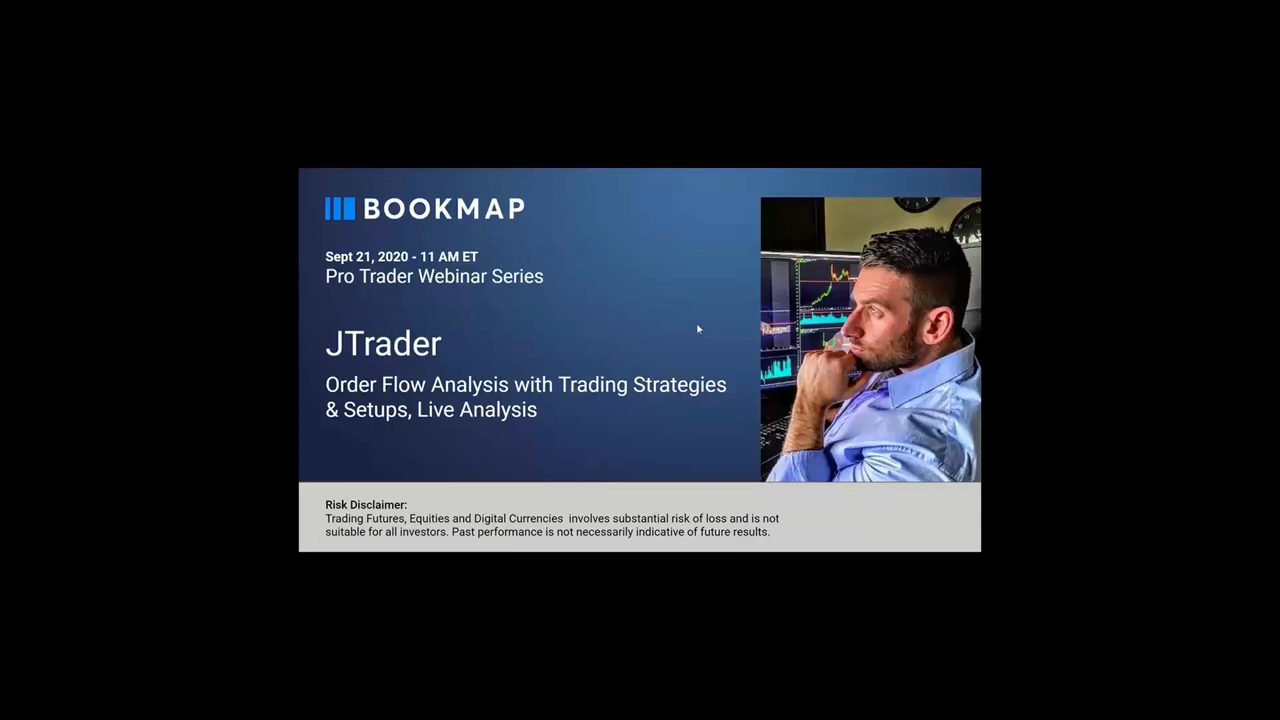 BOOKMAP
Sept 21, 2020 - 11 AM ET
Pro Trader Webinar Series
JTrader
Order Flow Analysis with Trading Strategies
& Setups, Live Analysis
Risk Disclaimer:
Trading Futures, Equities and Digital Currencies involves substantial risk of loss and is not
suitable for all investors. Past performance is not necessarily indicative of future results.